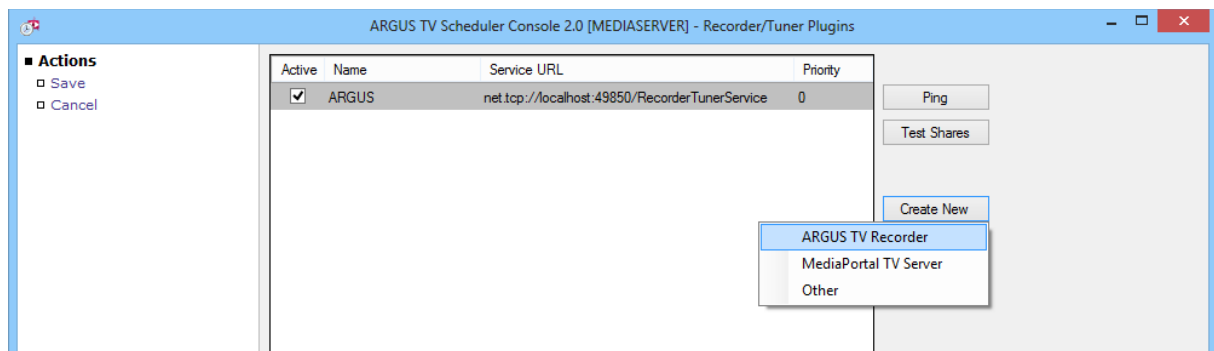 ARGUS TV Scheduler Console 2.0 [MEDIASERVER] - Recorder/Tuner Plugins
Actions
Save
Cancel
Active Name Service URL Priority
ARGUS net.tcp://localhost:49850/RecorderTunerService 0
Ping
Test Shares
Create New
ARGUS TV Recorder
MediaPortal TV Server
Other